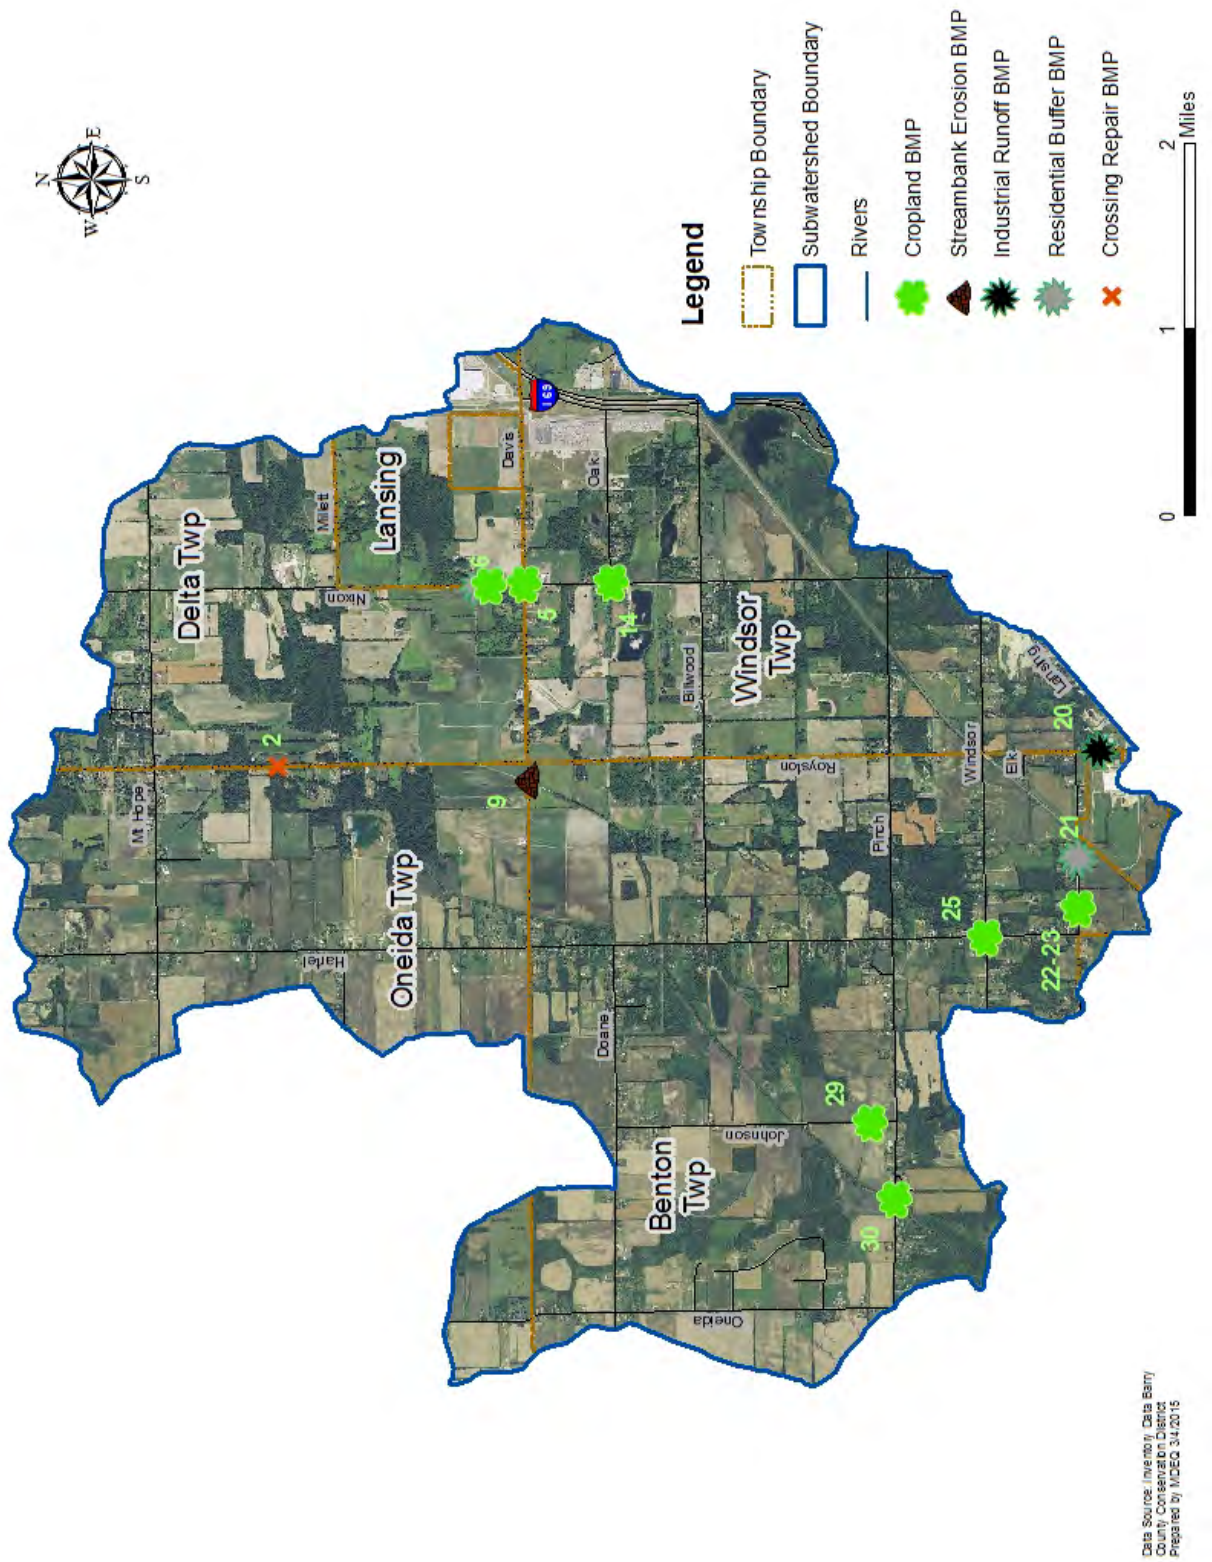 N
W
E
S
Delta Twp
Lansing
Oneida Twp
Windsor
Twp
Benton
Twp
Mt Hope
Millett
Nixon
Davis
Oak
Hartel
Doane
Billwood
Royston
Pinch
Windsor
Elk
Lansing
Johnson
Oneida
I 69
2
6
5
14
9
20
21
22-23
25
29
30
Legend
Township Boundary
Subwatershed Boundary
Rivers
Cropland BMP
Streambank Erosion BMP
Industrial Runoff BMP
Residential Buffer BMP
Crossing Repair BMP
0
1
2
Miles
Data Source: Inventory Data Barry
County Conservation District
Prepared by MDEQ 3/4/2015